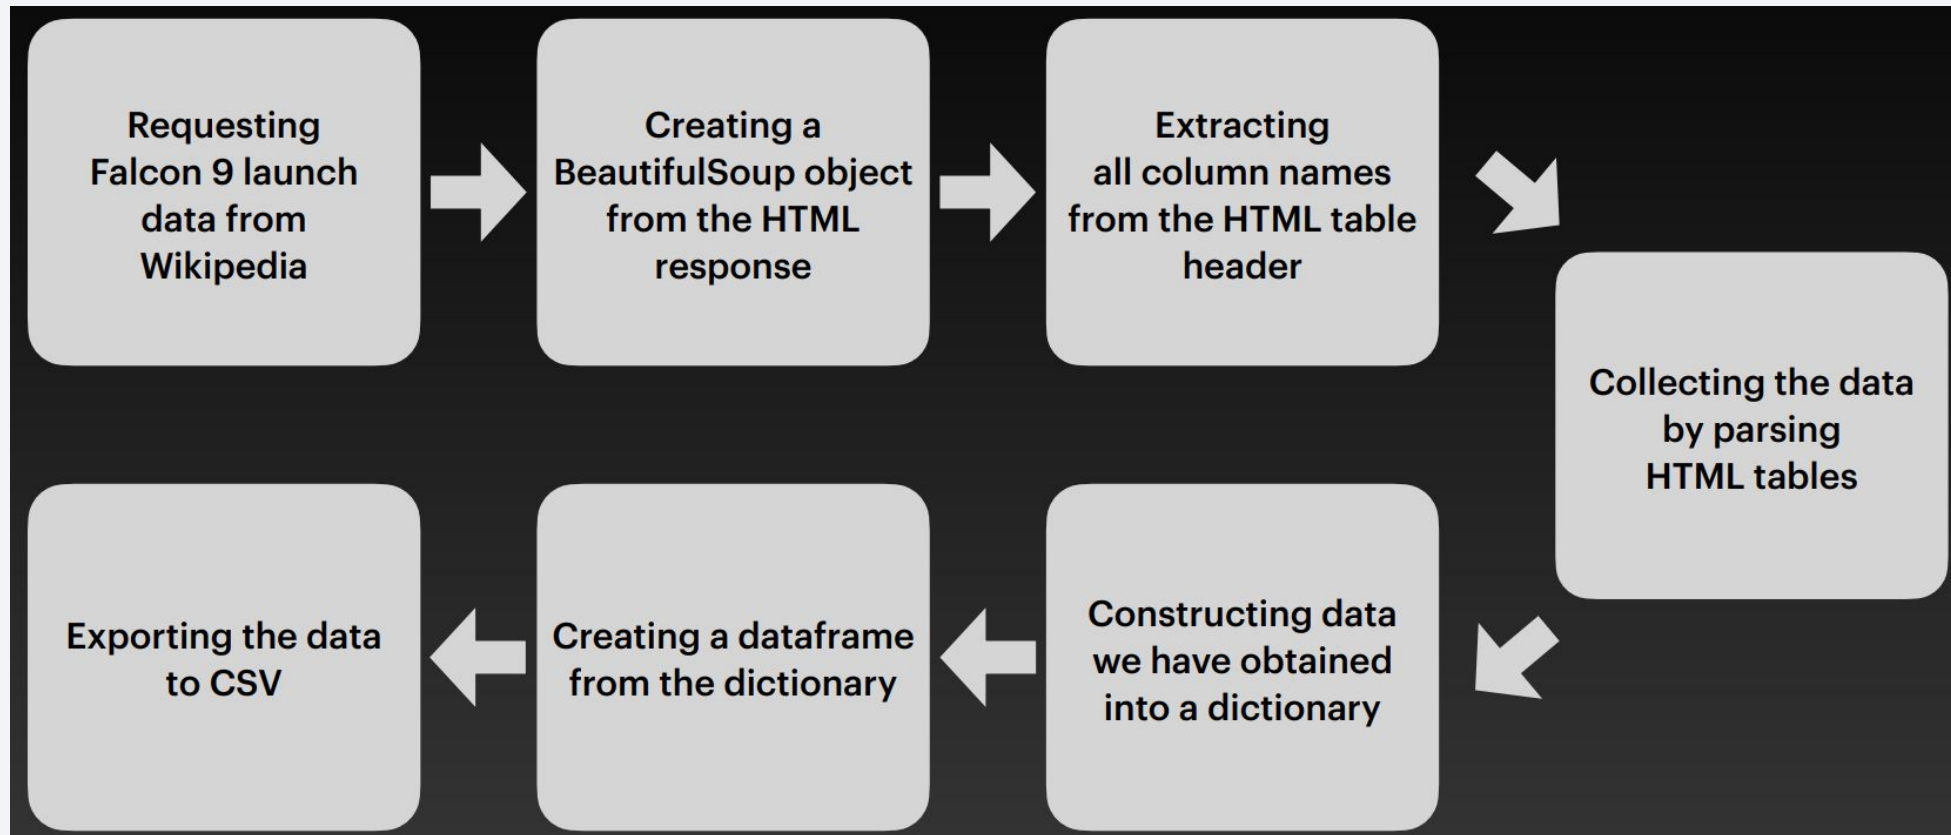 Requesting
Falcon 9 launch
data from
Wikipedia
Creating a
BeautifulSoup object
from the HTML
response
Extracting
all column names
from the HTML table
header
Collecting the data
by parsing
HTML tables
Constructing data
we have obtained
into a dictionary
Creating a dataframe
from the dictionary
Exporting the data
to CSV